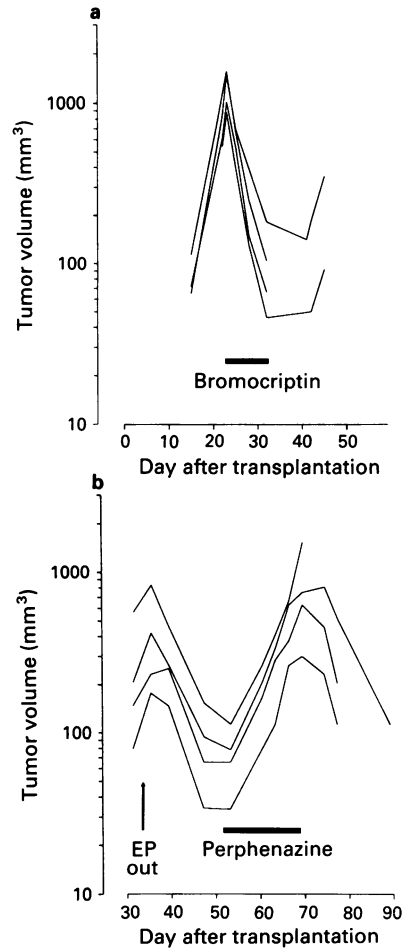 a
Tumor volume (mm³)
1000
100
10
Bromocriptin
0 10 20 30 40 50
Day after transplantation
b
Tumor volume (mm³)
1000
100
10
EP
out
Perphenazine
30 40 50 60 70 80 90
Day after transplantation